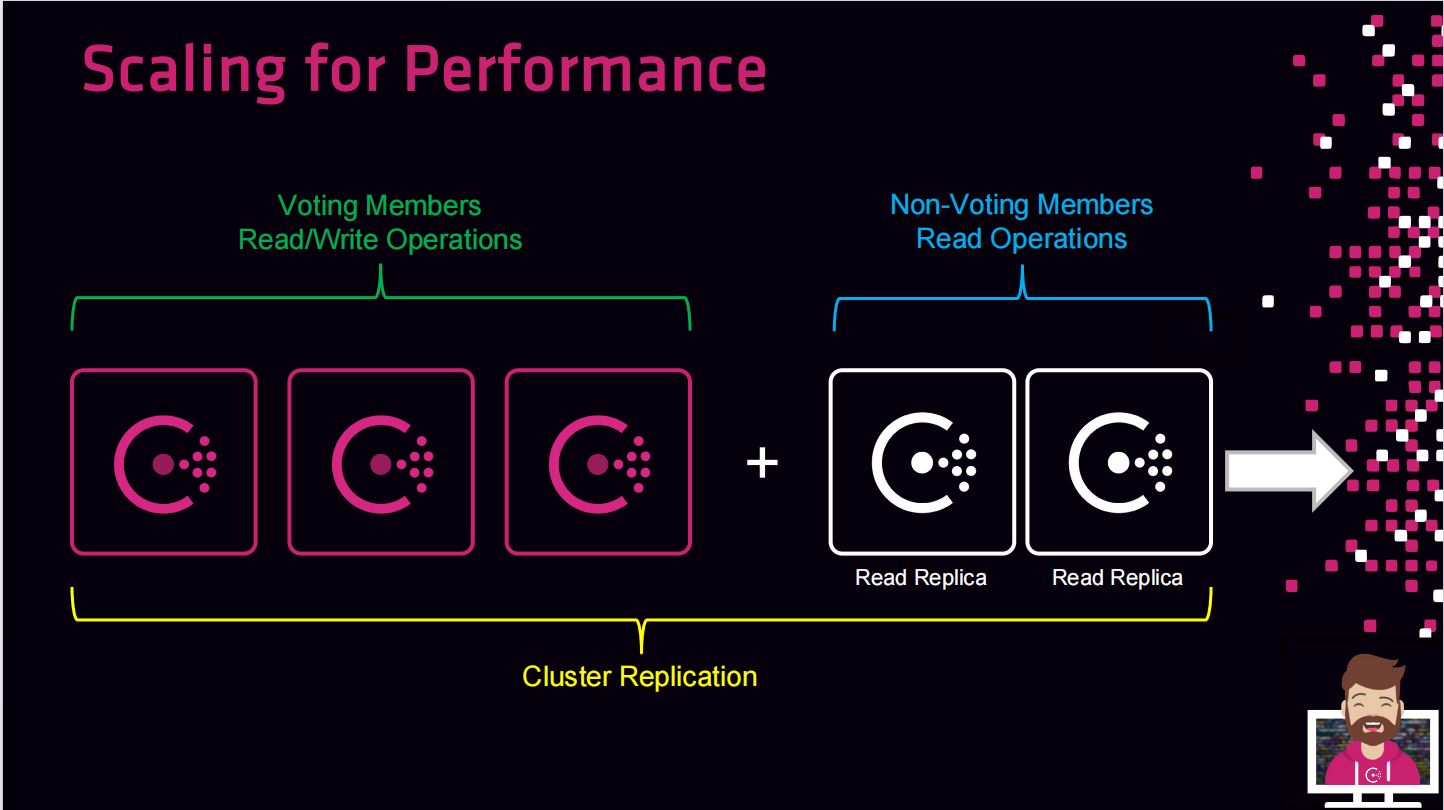 Scaling for Performance
Voting Members
Read/Write Operations
Non-Voting Members
Read Operations
+
Read Replica
Read Replica
Cluster Replication